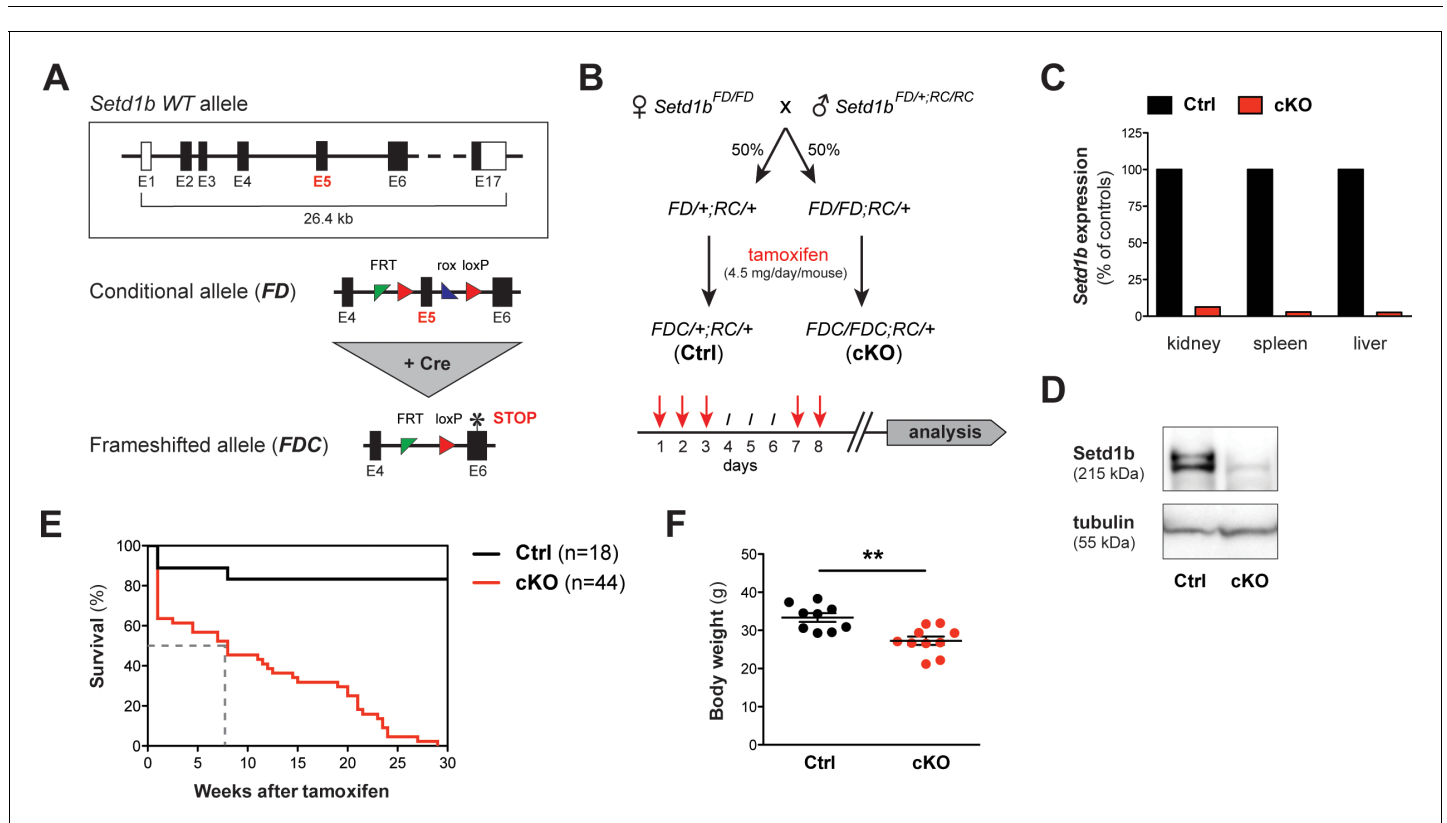 A
Setd1b WT allele
E1 E2 E3 E4 E5 E6 E17
26.4 kb
FRT rox loxP
Conditional allele (FD)
E4 E5 E6
+ Cre
FRT loxP * STOP
Frameshifted allele (FDC)
E4 E6
B
♀ Setd1b^FD/FD x ♂ Setd1b^FD/+;RC/RC
50% 50%
FD/+;RC/+ FD/FD;RC/+
tamoxifen
(4.5 mg/day/mouse)
FDC/+;RC/+ FDC/FDC;RC/+
(Ctrl) (cKO)
/ / / //
analysis
1 2 3 4 5 6 7 8
days
C
Ctrl cKO
Setd1b expression
(% of controls)
125
100
75
50
25
0
kidney spleen liver
D
Setd1b
(215 kDa)
tubulin
(55 kDa)
Ctrl cKO
E
Survival (%)
100
80
60
40
20
0
0 5 10 15 20 25 30
Weeks after tamoxifen
Ctrl (n=18)
cKO (n=44)
F
Body weight (g)
50
40
30
20
10
0
**
Ctrl cKO